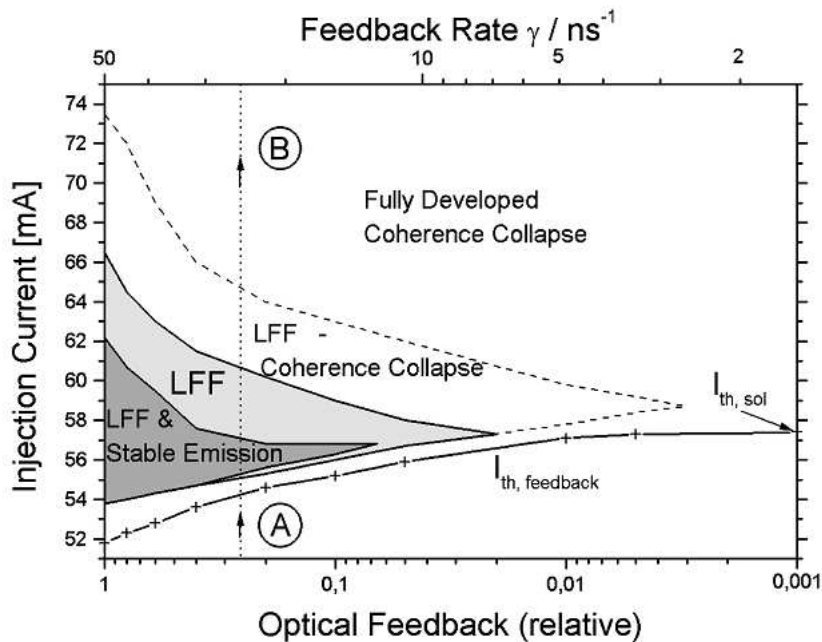 Feedback Rate γ / ns-1
50
10
5
2
74
72
70
68
66
64
62
60
58
56
54
52
Injection Current [mA]
B
Fully Developed
Coherence Collapse
LFF -
Coherence Collapse
LFF
LFF &
Stable Emission
Ith, sol
Ith, feedback
A
1
0,1
0,01
0,001
Optical Feedback (relative)